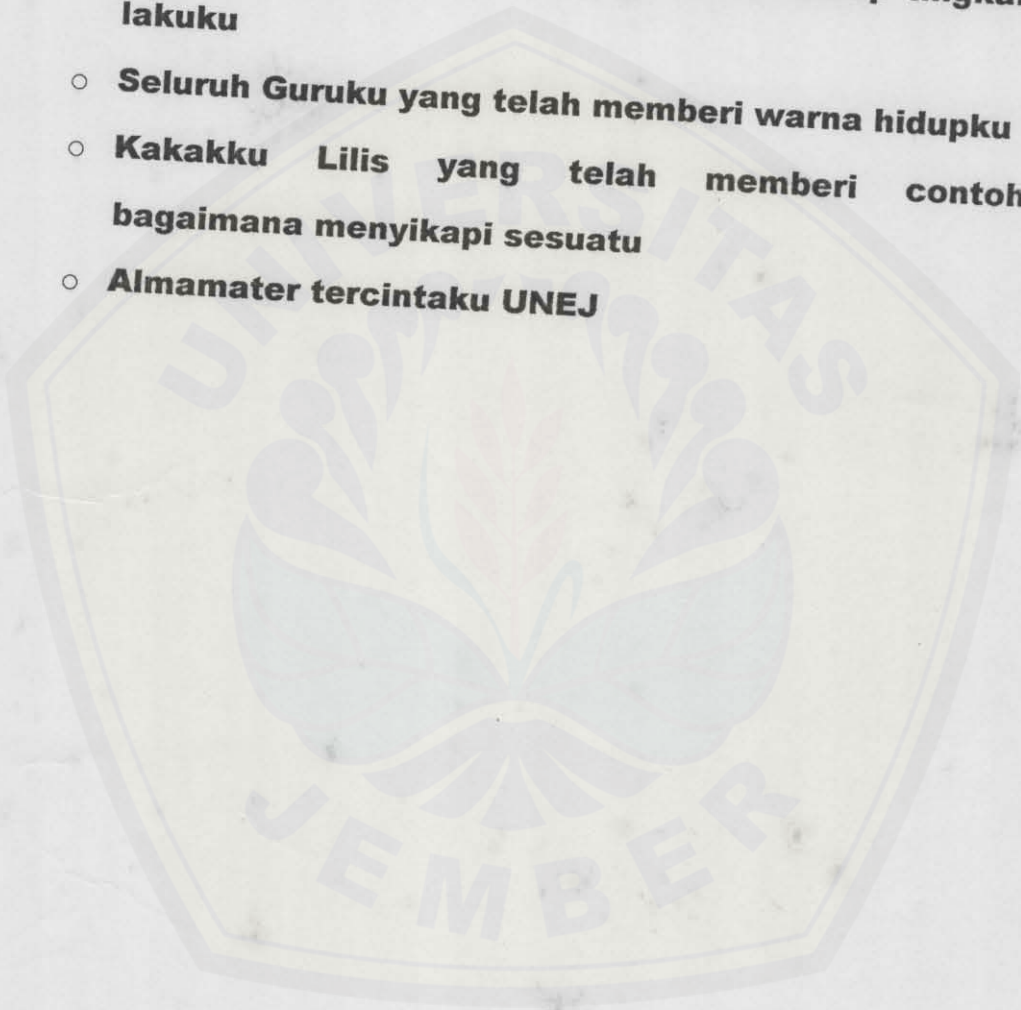 lakuku
○ Seluruh Guruku yang telah memberi warna hidupku
○ Kakakku Lilis yang telah memberi contoh
bagaimana menyikapi sesuatu
○ Almamater tercintaku UNEJ
UNIVERSITAS
JEMBER